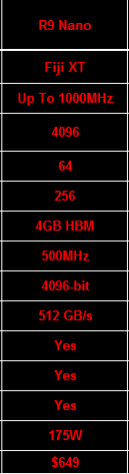 R9 Nano
Fiji XT
Up To 1000MHz
4096
64
256
4GB HBM
500MHz
4096-bit
512 GB/s
Yes
Yes
Yes
175W
$649